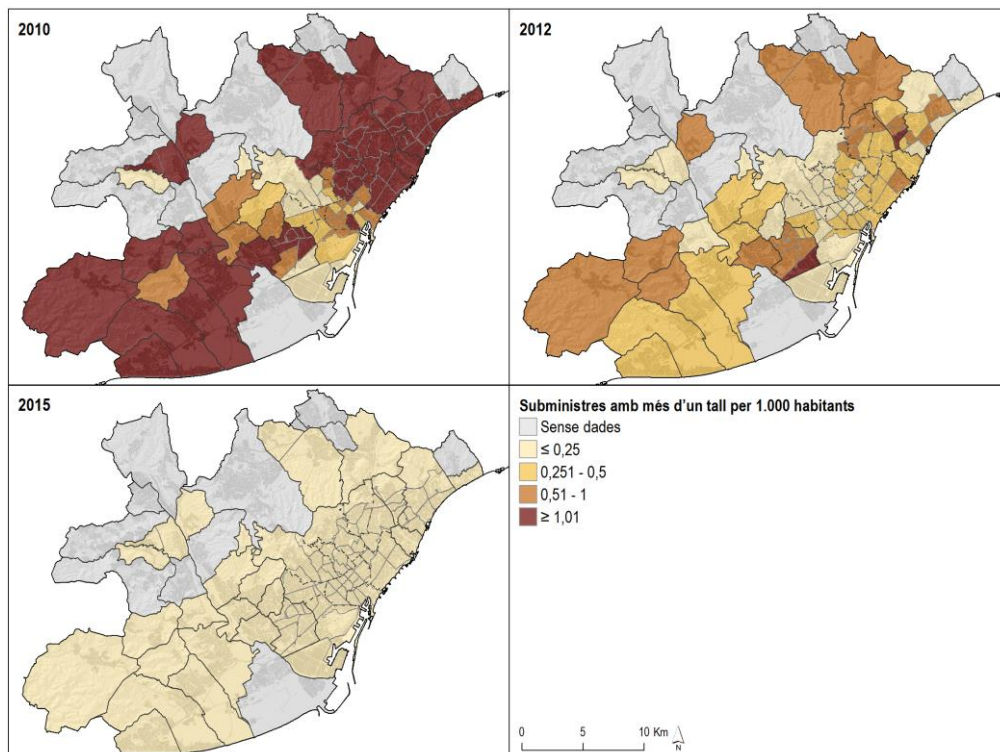 2010
2012
2015
Subministres amb més d'un tall per 1.000 habitants
Sense dades
≤ 0,25
0,251 - 0,5
0,51 - 1
≥ 1,01
0 5 10 Km
N